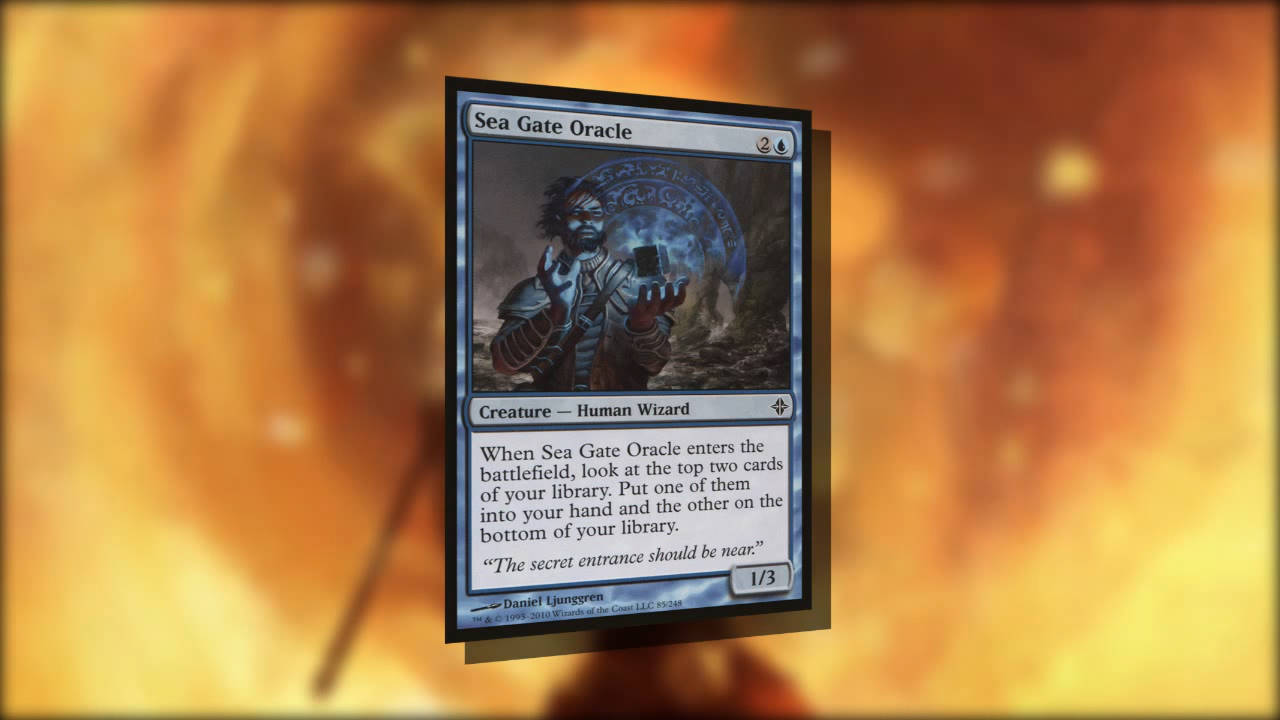 Sea Gate Oracle
2
Creature — Human Wizard
When Sea Gate Oracle enters the
battlefield, look at the top two cards
of your library. Put one of them
into your hand and the other on the
bottom of your library.
“The secret entrance should be near.”
1/3
Daniel Ljunggren
™ & © 1993–2010 Wizards of the Coast LLC 85/248